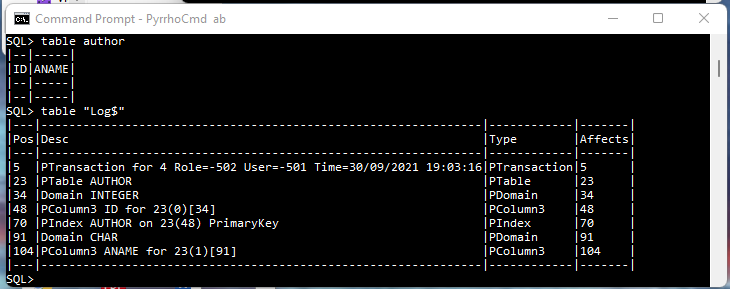 Command Prompt - PyrrhoCmd ab
SQL> table author
|--|-----|
|ID|ANAME|
|--|-----|
|--|-----|
SQL> table "Log$"
|---|----------------------------------------------------------------|------------|-------|
|Pos|Desc                                                            |Type        |Affects|
|---|----------------------------------------------------------------|------------|-------|
|5  |PTransaction for 4 Role=-502 User=-501 Time=30/09/2021 19:03:16|PTransaction|5      |
|23 |PTable AUTHOR                                                   |PTable      |23     |
|34 |Domain INTEGER                                                  |PDomain     |34     |
|48 |PColumn3 ID for 23(0)[34]                                       |PColumn3    |48     |
|70 |PIndex AUTHOR on 23(48) PrimaryKey                              |PIndex      |70     |
|91 |Domain CHAR                                                     |PDomain     |91     |
|104|PColumn3 ANAME for 23(1)[91]                                    |PColumn3    |104    |
|---|----------------------------------------------------------------|------------|-------|
SQL>